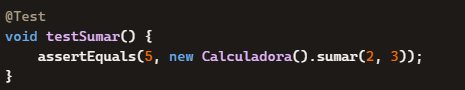 @Test
void testSumar() {
    assertEquals(5, new Calculadora().sumar(2, 3));
}